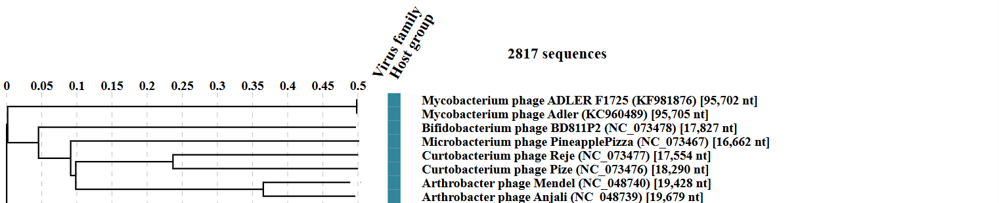 Virus family
Host group
2817 sequences
0 0.05 0.1 0.15 0.2 0.25 0.3 0.35 0.4 0.45 0.5
Mycobacterium phage ADLER F1725 (KF981876) [95,702 nt]
Mycobacterium phage Adler (KC960489) [95,705 nt]
Bifidobacterium phage BD811P2 (NC_073478) [17,827 nt]
Microbacterium phage PineapplePizza (NC_073467) [16,662 nt]
Curtobacterium phage Reje (NC_073477) [17,554 nt]
Curtobacterium phage Pize (NC_073476) [18,290 nt]
Arthrobacter phage Mendel (NC_048740) [19,428 nt]
Arthrobacter phage Anjali (NC_048739) [19,679 nt]